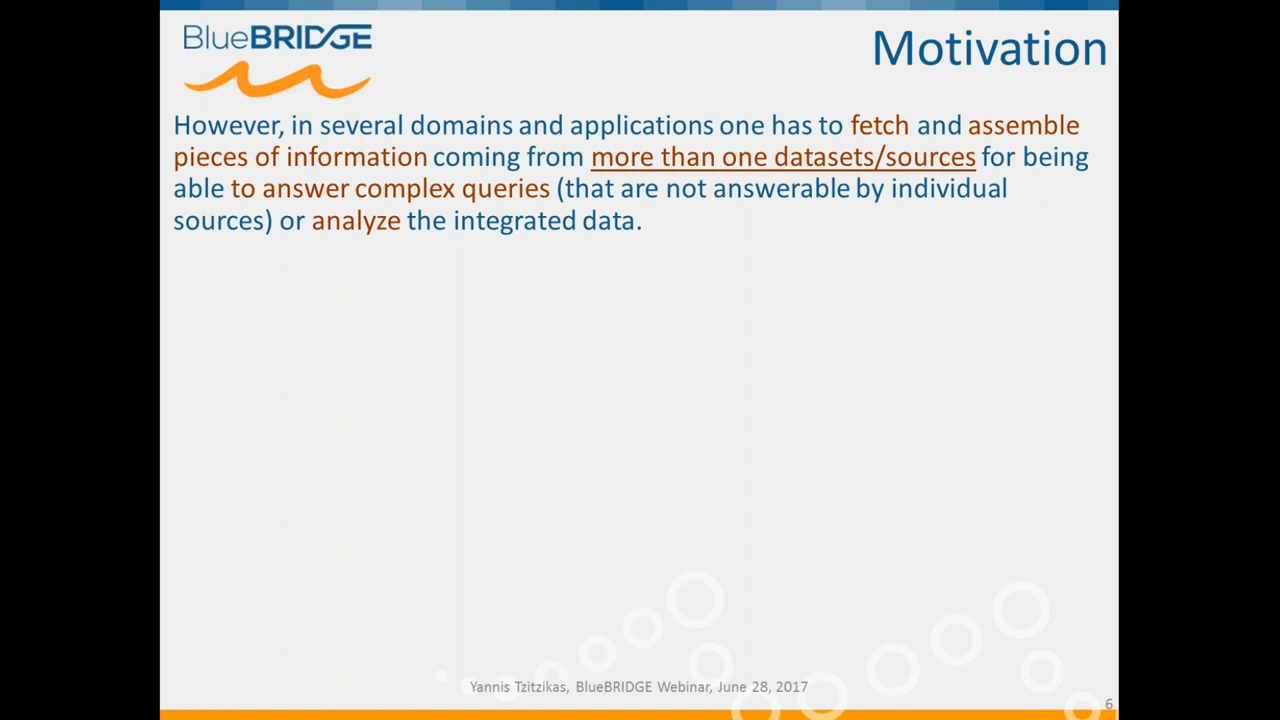 BlueBRIDGE
Motivation
However, in several domains and applications one has to fetch and assemble
pieces of information coming from more than one datasets/sources for being
able to answer complex queries (that are not answerable by individual
sources) or analyze the integrated data.
Yannis Tzitzikas, BlueBRIDGE Webinar, June 28, 2017
6